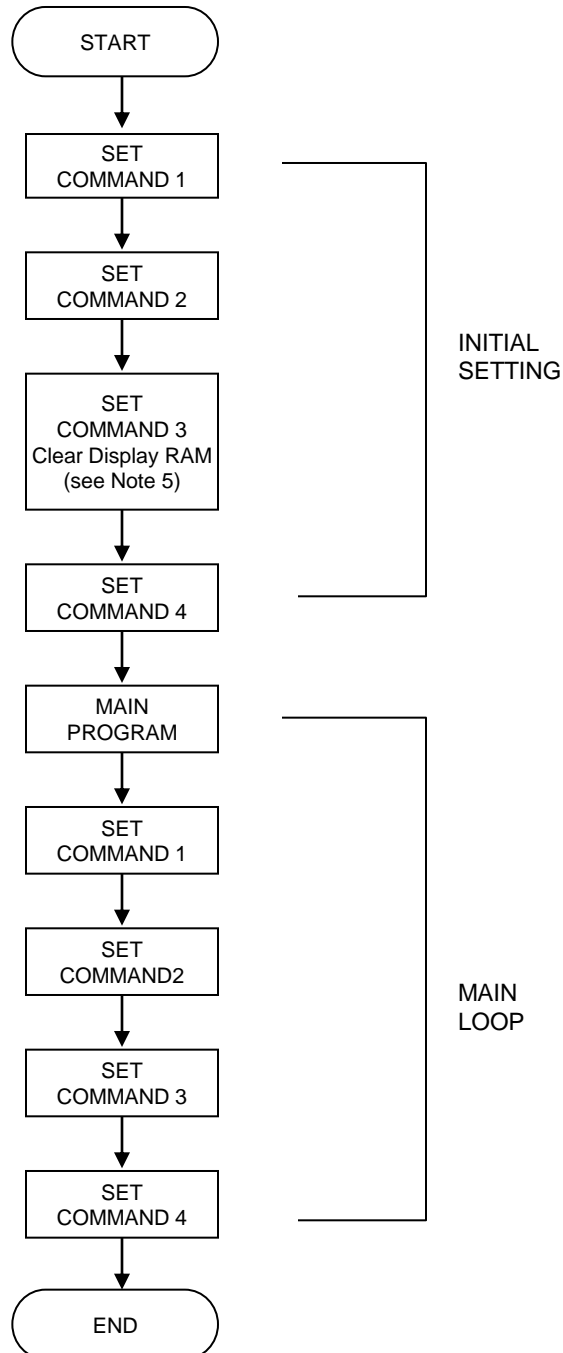 START
SET
COMMAND 1
SET
COMMAND 2
SET
COMMAND 3
Clear Display RAM
(see Note 5)
SET
COMMAND 4
INITIAL
SETTING
MAIN
PROGRAM
SET
COMMAND 1
SET
COMMAND2
SET
COMMAND 3
SET
COMMAND 4
MAIN
LOOP
END